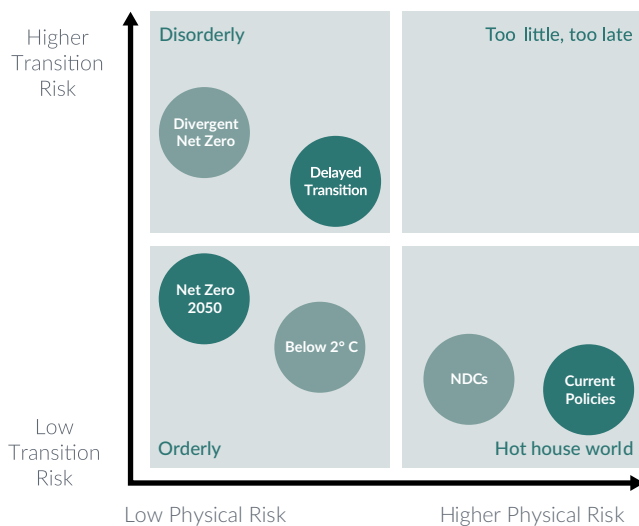 Higher
Transition
Risk
Disorderly
Too little, too late
Divergent
Net Zero
Delayed
Transition
Net Zero
2050
Below 2° C
NDCs
Current
Policies
Low
Transition
Risk
Orderly
Hot house world
Low Physical Risk
Higher Physical Risk